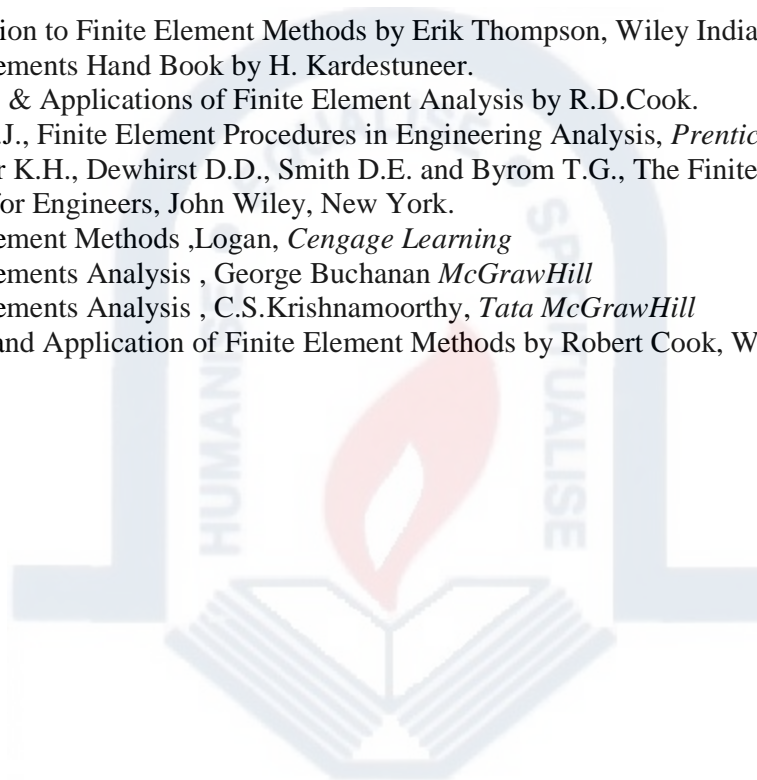 ion to Finite Element Methods by Erik Thompson, Wiley India
ements Hand Book by H. Kardestuneer.
& Applications of Finite Element Analysis by R.D.Cook.
.J., Finite Element Procedures in Engineering Analysis, Prentic
r K.H., Dewhirst D.D., Smith D.E. and Byrom T.G., The Finite
for Engineers, John Wiley, New York.
ement Methods ,Logan, Cengage Learning
ements Analysis , George Buchanan McGrawHill
ements Analysis , C.S.Krishnamoorthy, Tata McGrawHill
and Application of Finite Element Methods by Robert Cook, W
HUMANISE • EQUALISE • SPIRITUALISE